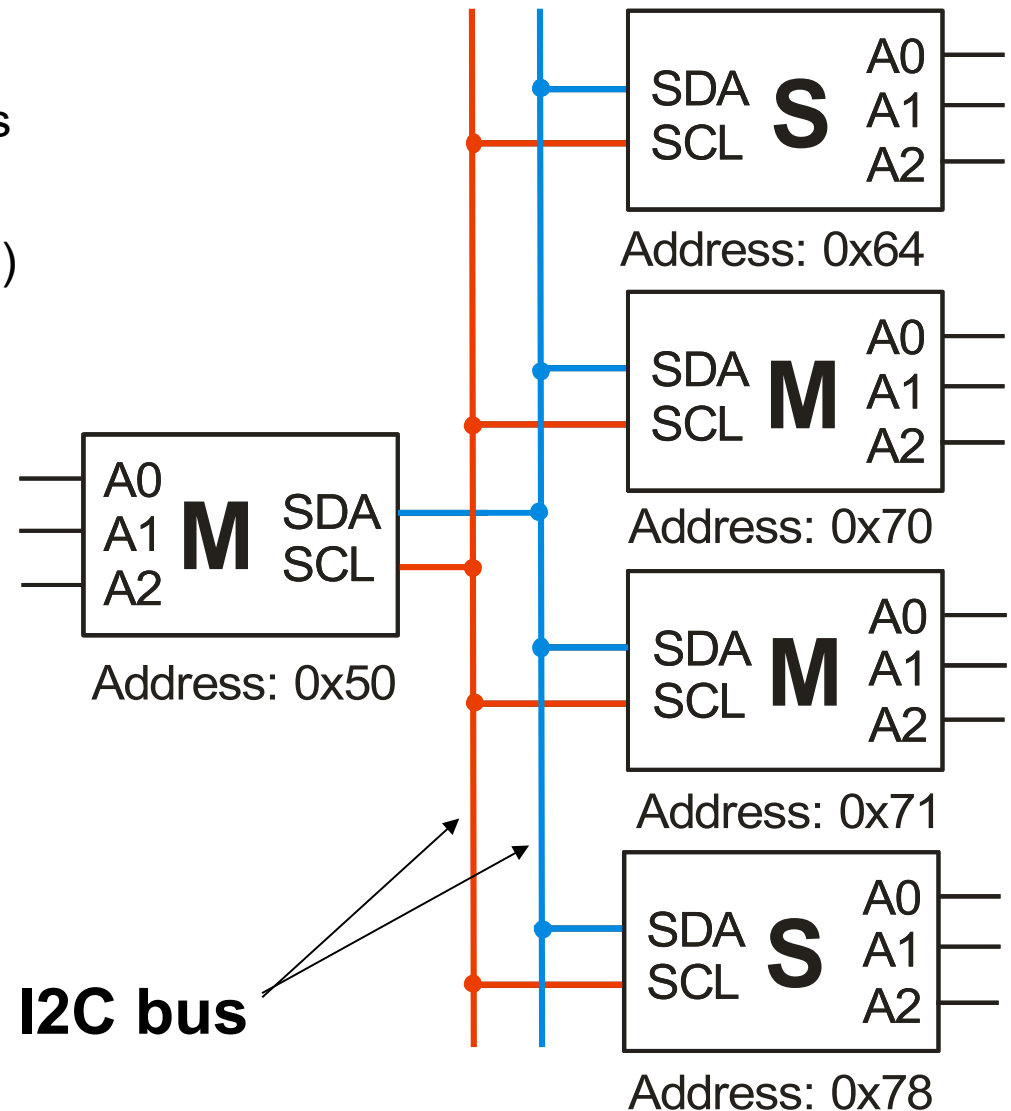 s
)
SDA
SCL
S
A0
A1
A2
Address: 0x64
SDA
SCL
M
A0
A1
A2
Address: 0x70
A0
A1
A2
M
SDA
SCL
Address: 0x50
SDA
SCL
M
A0
A1
A2
Address: 0x71
SDA
SCL
S
A0
A1
A2
Address: 0x78
I2C bus